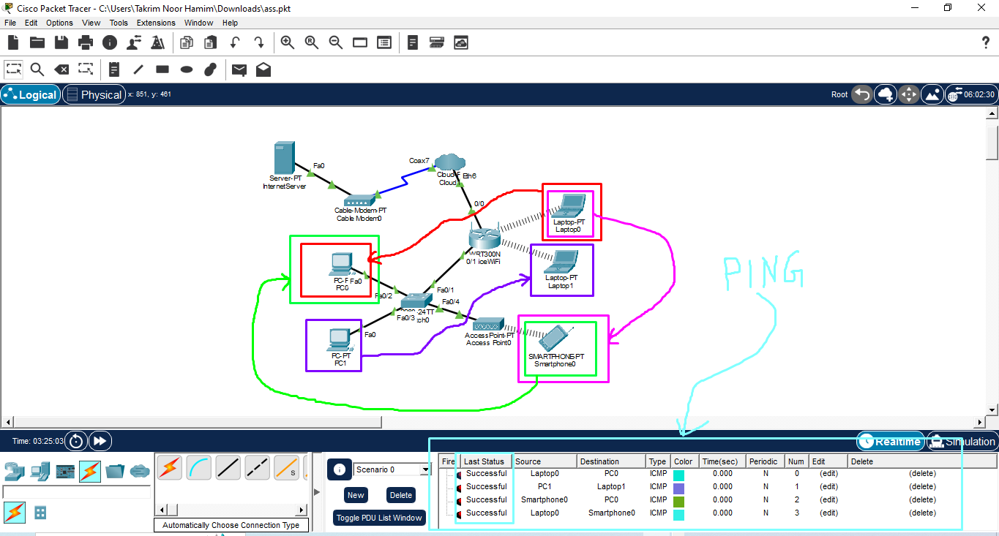 Cisco Packet Tracer - C:\Users\Takrim Noor Hamim\Downloads\ass.pkt
File Edit Options View Tools Extensions Window Help
?
Logical Physical x: 851, y: 461 Root 06:02:30
Server-PT
InternetServer
Fa0
Coax7
Cloud1
Eth6
Cable-Modem-PT
Cable Modem0
0/0
Laptop-PT
Laptop0
WRT300N
0/1 iceWiFi
Laptop-PT
Laptop1
Fa0
PC0
Fa0/2
Fa0/1
Fa0/4
-24TT
Fa0/3 tch0
Fa0
PC-PT
PC1
AccessPoint-PT
Access Point0
SMARTPHONE-PT
Smartphone0
PING
Time: 03:25:03 Realtime Simulation
Scenario 0
New Delete
Toggle PDU List Window
S
Automatically Choose Connection Type
Fire Last Status Source Destination Type Color Time(sec) Periodic Num Edit Delete
Successful Laptop0 PC0 ICMP 0.000 N 0 (edit) (delete)
Successful PC1 Laptop1 ICMP 0.000 N 1 (edit) (delete)
Successful Smartphone0 PC0 ICMP 0.000 N 2 (edit) (delete)
Successful Laptop0 Smartphone0 ICMP 0.000 N 3 (edit) (delete)